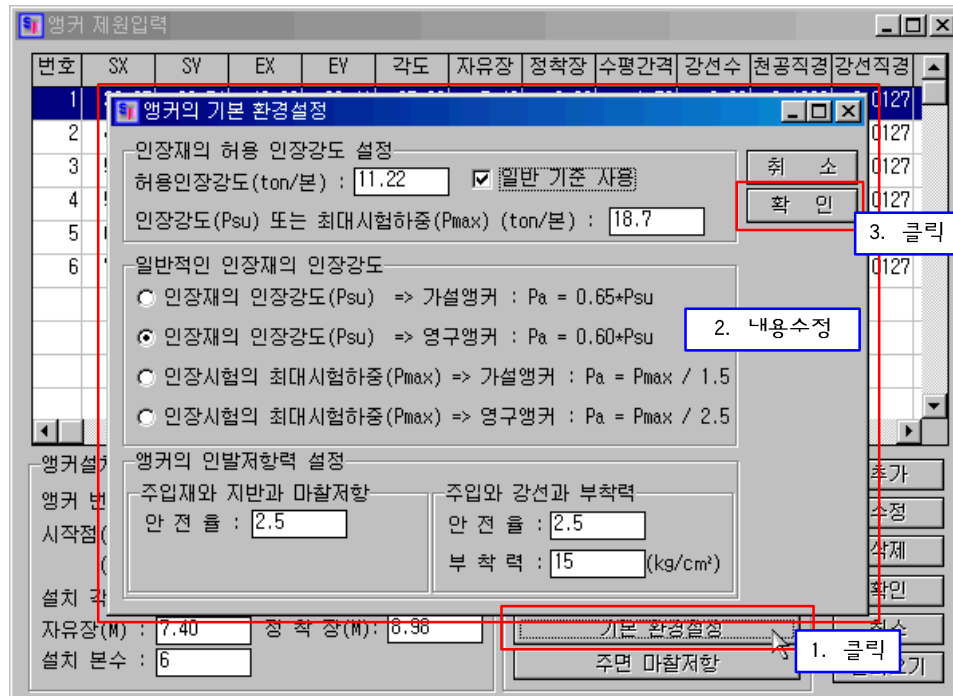 앵커 제원입력
번호 SX SY EX EY 각도 자유장 정착장 수평간격 강선수 천공직경 강선직경
1 0127
앵커의 기본 환경설정
2 0127
인장재의 허용 인장강도 설정
3 0127
허용인장강도(ton/본) : 11.22 일반 기준 사용
취 소
4 0127
인장강도(Psu) 또는 최대시험하중(Pmax) (ton/본) : 18.7
확 인
5
3. 클릭
6 0127
일반적인 인장재의 인장강도
인장재의 인장강도(Psu) => 가설앵커 : Pa = 0.65*Psu
인장재의 인장강도(Psu) => 영구앵커 : Pa = 0.60*Psu
2. 내용수정
인장시험의 최대시험하중(Pmax) => 가설앵커 : Pa = Pmax / 1.5
인장시험의 최대시험하중(Pmax) => 영구앵커 : Pa = Pmax / 2.5
앵커의 인발저항력 설정
주입재와 지반과 마찰저항
안 전 율 : 2.5
주입와 강선과 부착력
안 전 율 : 2.5
부 착 력 : 15 (kg/cm²)
앵커설치
앵커 번
시작점(
(
설치 각
추가
수정
삭제
확인
취소
자유장(M) : 7.40 정 착 장(M): 8.98
기본 환경설정
1. 클릭
설치 본수 : 6
주면 마찰저항
기